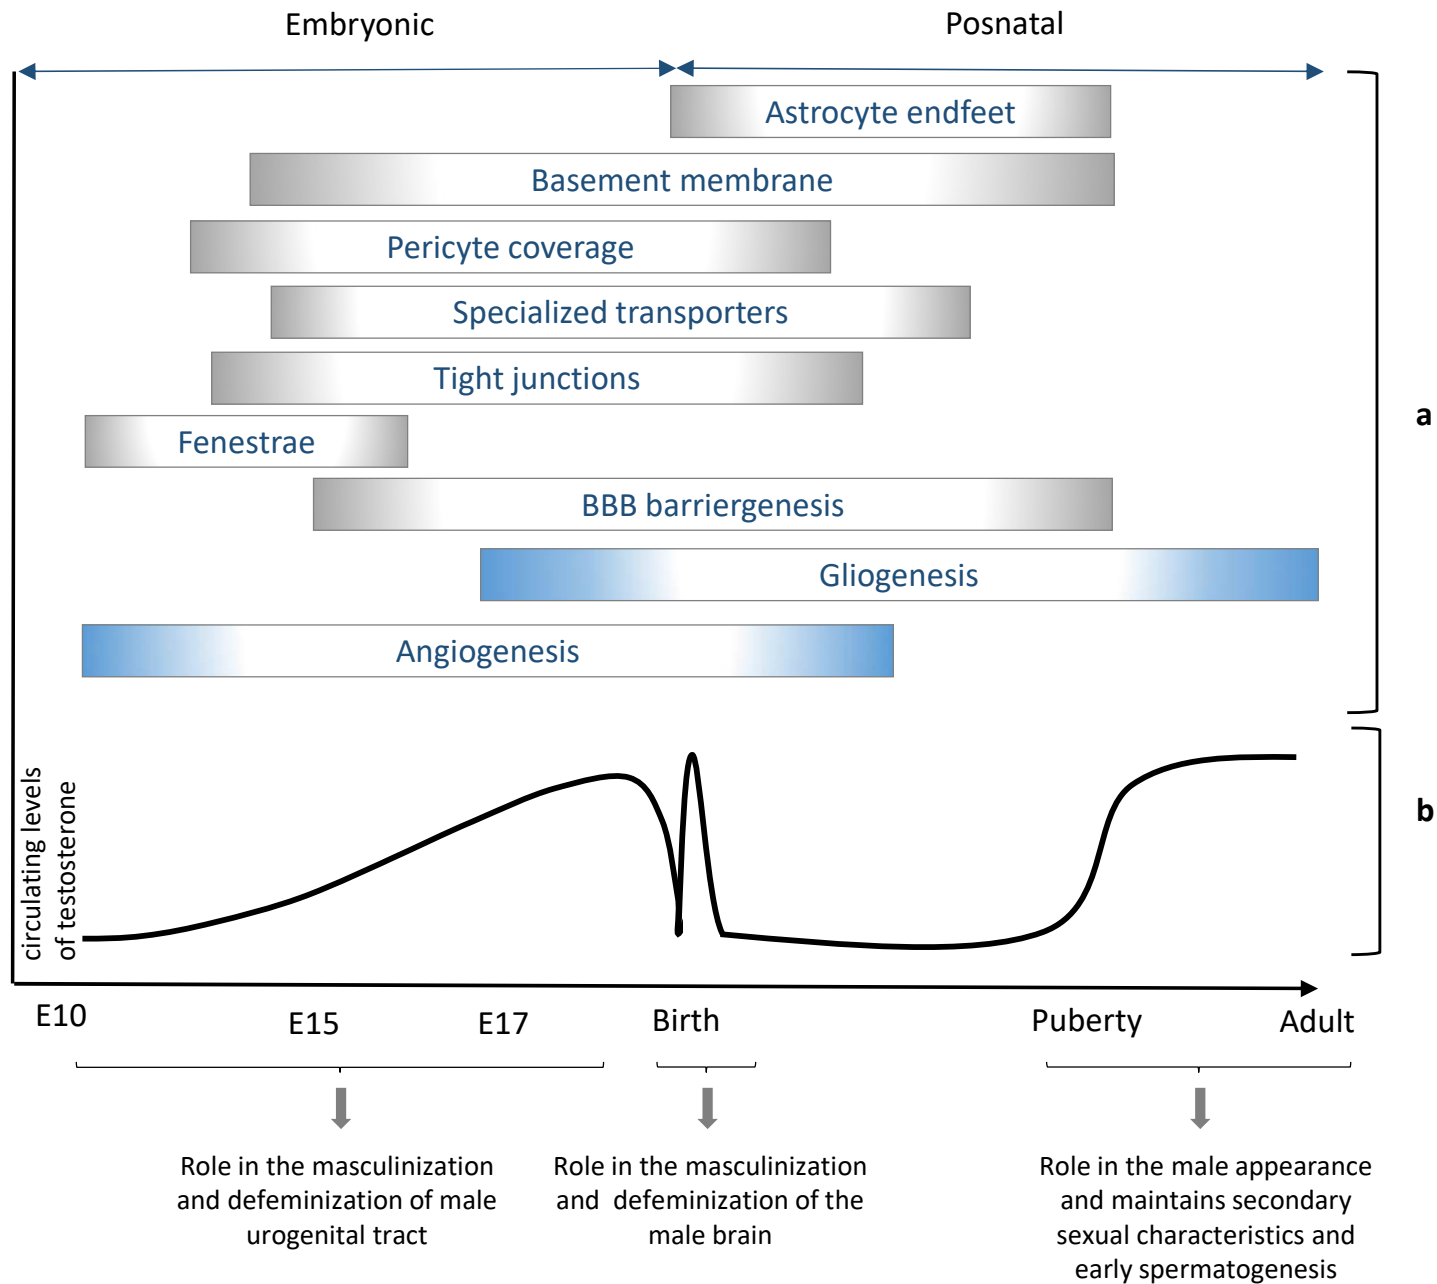 Embryonic
Posnatal
Astrocyte endfeet
Basement membrane
Pericyte coverage
Specialized transporters
Tight junctions
Fenestrae
BBB barriergenesis
Gliogenesis
Angiogenesis
a
circulating levels
of testosterone
b
E10
E15
E17
Birth
Puberty
Adult
Role in the masculinization
and defeminization of male
urogenital tract
Role in the masculinization
and defeminization of the
male brain
Role in the male appearance
and maintains secondary
sexual characteristics and
early spermatogenesis